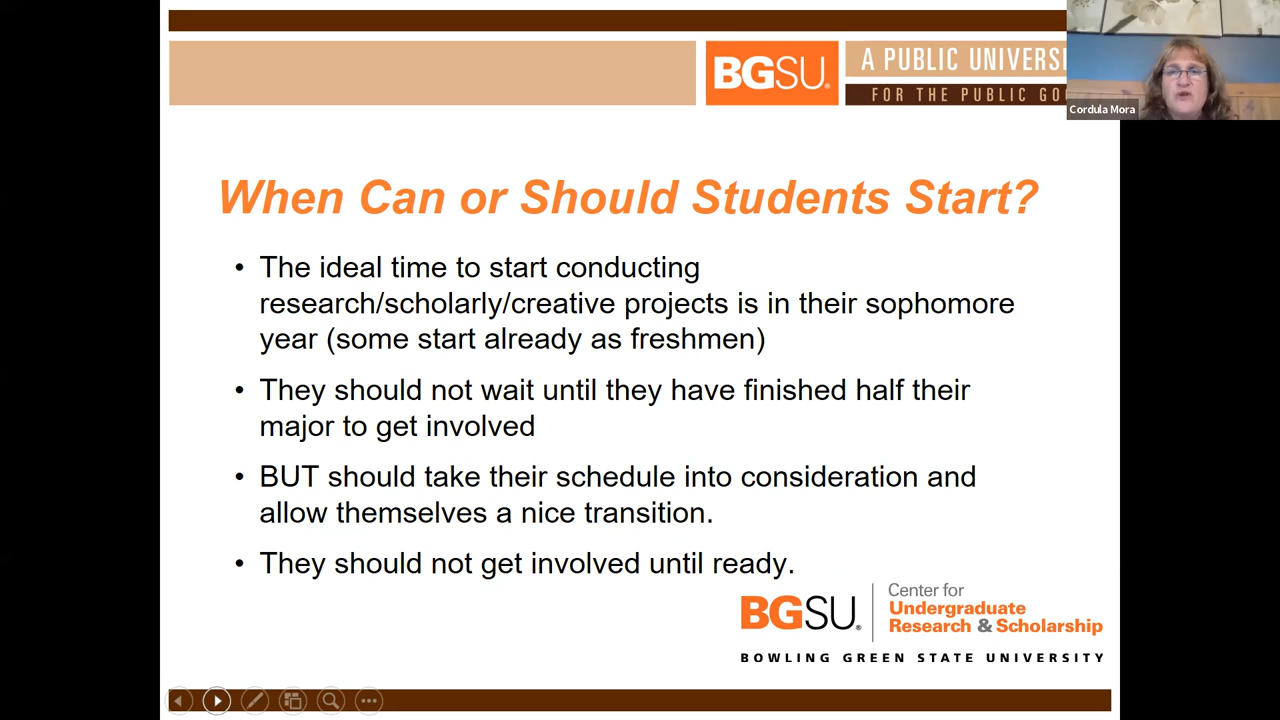 BGSU®
A PUBLIC UNIVERSI
FOR THE PUBLIC GO
Cordula Mora
When Can or Should Students Start?
• The ideal time to start conducting
research/scholarly/creative projects is in their sophomore
year (some start already as freshmen)
• They should not wait until they have finished half their
major to get involved
• BUT should take their schedule into consideration and
allow themselves a nice transition.
• They should not get involved until ready.
BGSU®
Center for
Undergraduate
Research & Scholarship
BOWLING GREEN STATE UNIVERSITY